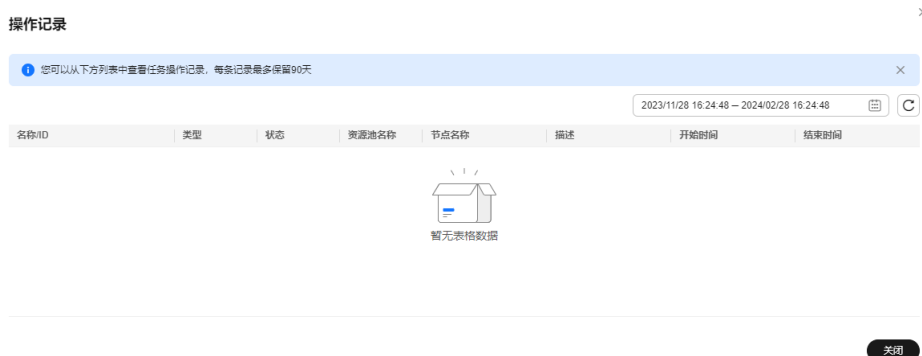 操作记录
您可以从下方列表中查看任务操作记录，每条记录最多保留90天
2023/11/28 16:24:48 — 2024/02/28 16:24:48
名称/ID 类型 状态 资源池名称 节点名称 描述 开始时间 结束时间
暂无表格数据
关闭